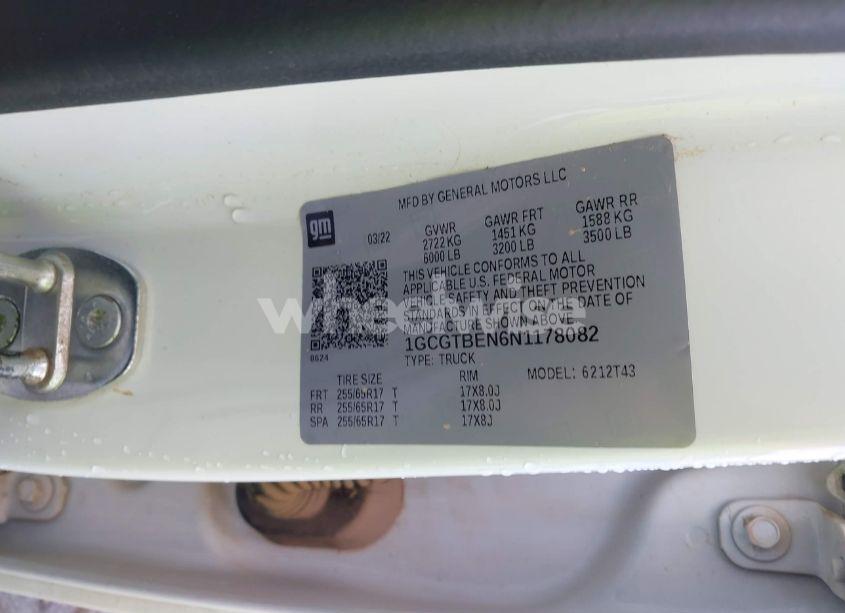 MFD BY GENERAL MOTORS LLC
gm
03/22
GVWR GAWR FRT GAWR RR
2722 KG 1451 KG 1588 KG
6000 LB 3200 LB 3500 LB
THIS VEHICLE CONFORMS TO ALL
APPLICABLE U.S. FEDERAL MOTOR
VEHICLE SAFETY AND THEFT PREVENTION
STANDARDS IN EFFECT ON THE DATE OF
MANUFACTURE SHOWN ABOVE
1GCGTBEN6N1178082
8624
TYPE: TRUCK MODEL: 6212T43
TIRE SIZE RIM
FRT 255/65R17 T 17X8.0J
RR 255/65R17 T 17X8.0J
SPA 255/65R17 T 17X8J